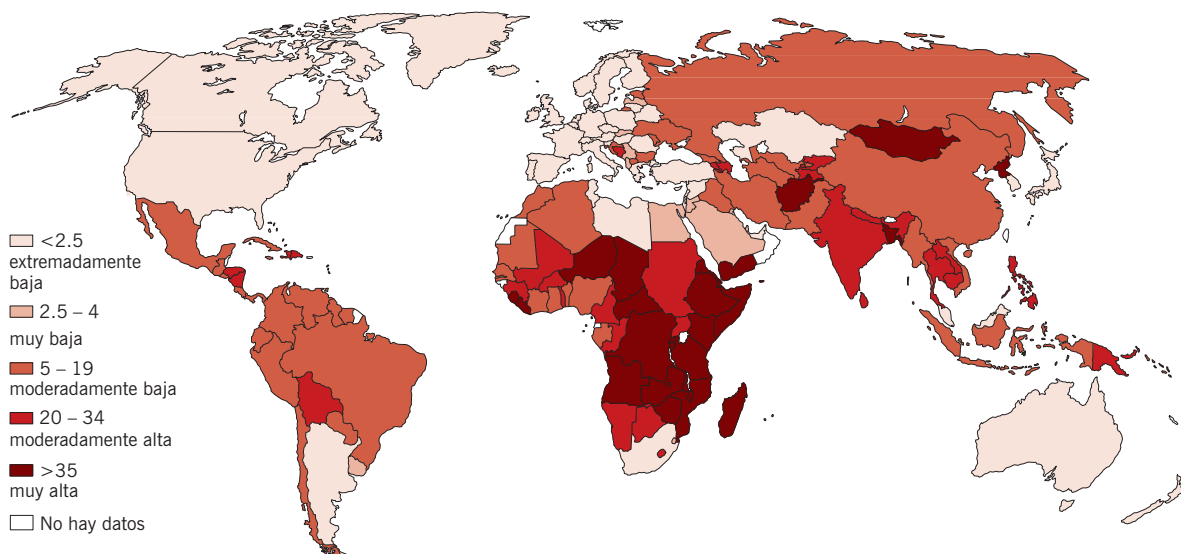 <2.5
extremadamente
baja
2.5 – 4
muy baja
5 – 19
moderadamente baja
20 – 34
moderadamente alta
>35
muy alta
No hay datos